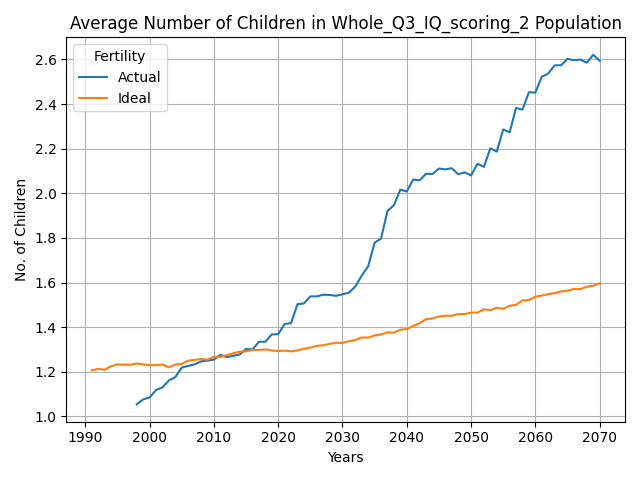 Average Number of Children in Whole_Q3_IQ_scoring_2 Population
Fertility
Actual
Ideal
No. of Children
2.6
2.4
2.2
2.0
1.8
1.6
1.4
1.2
1.0
1990 2000 2010 2020 2030 2040 2050 2060 2070
Years